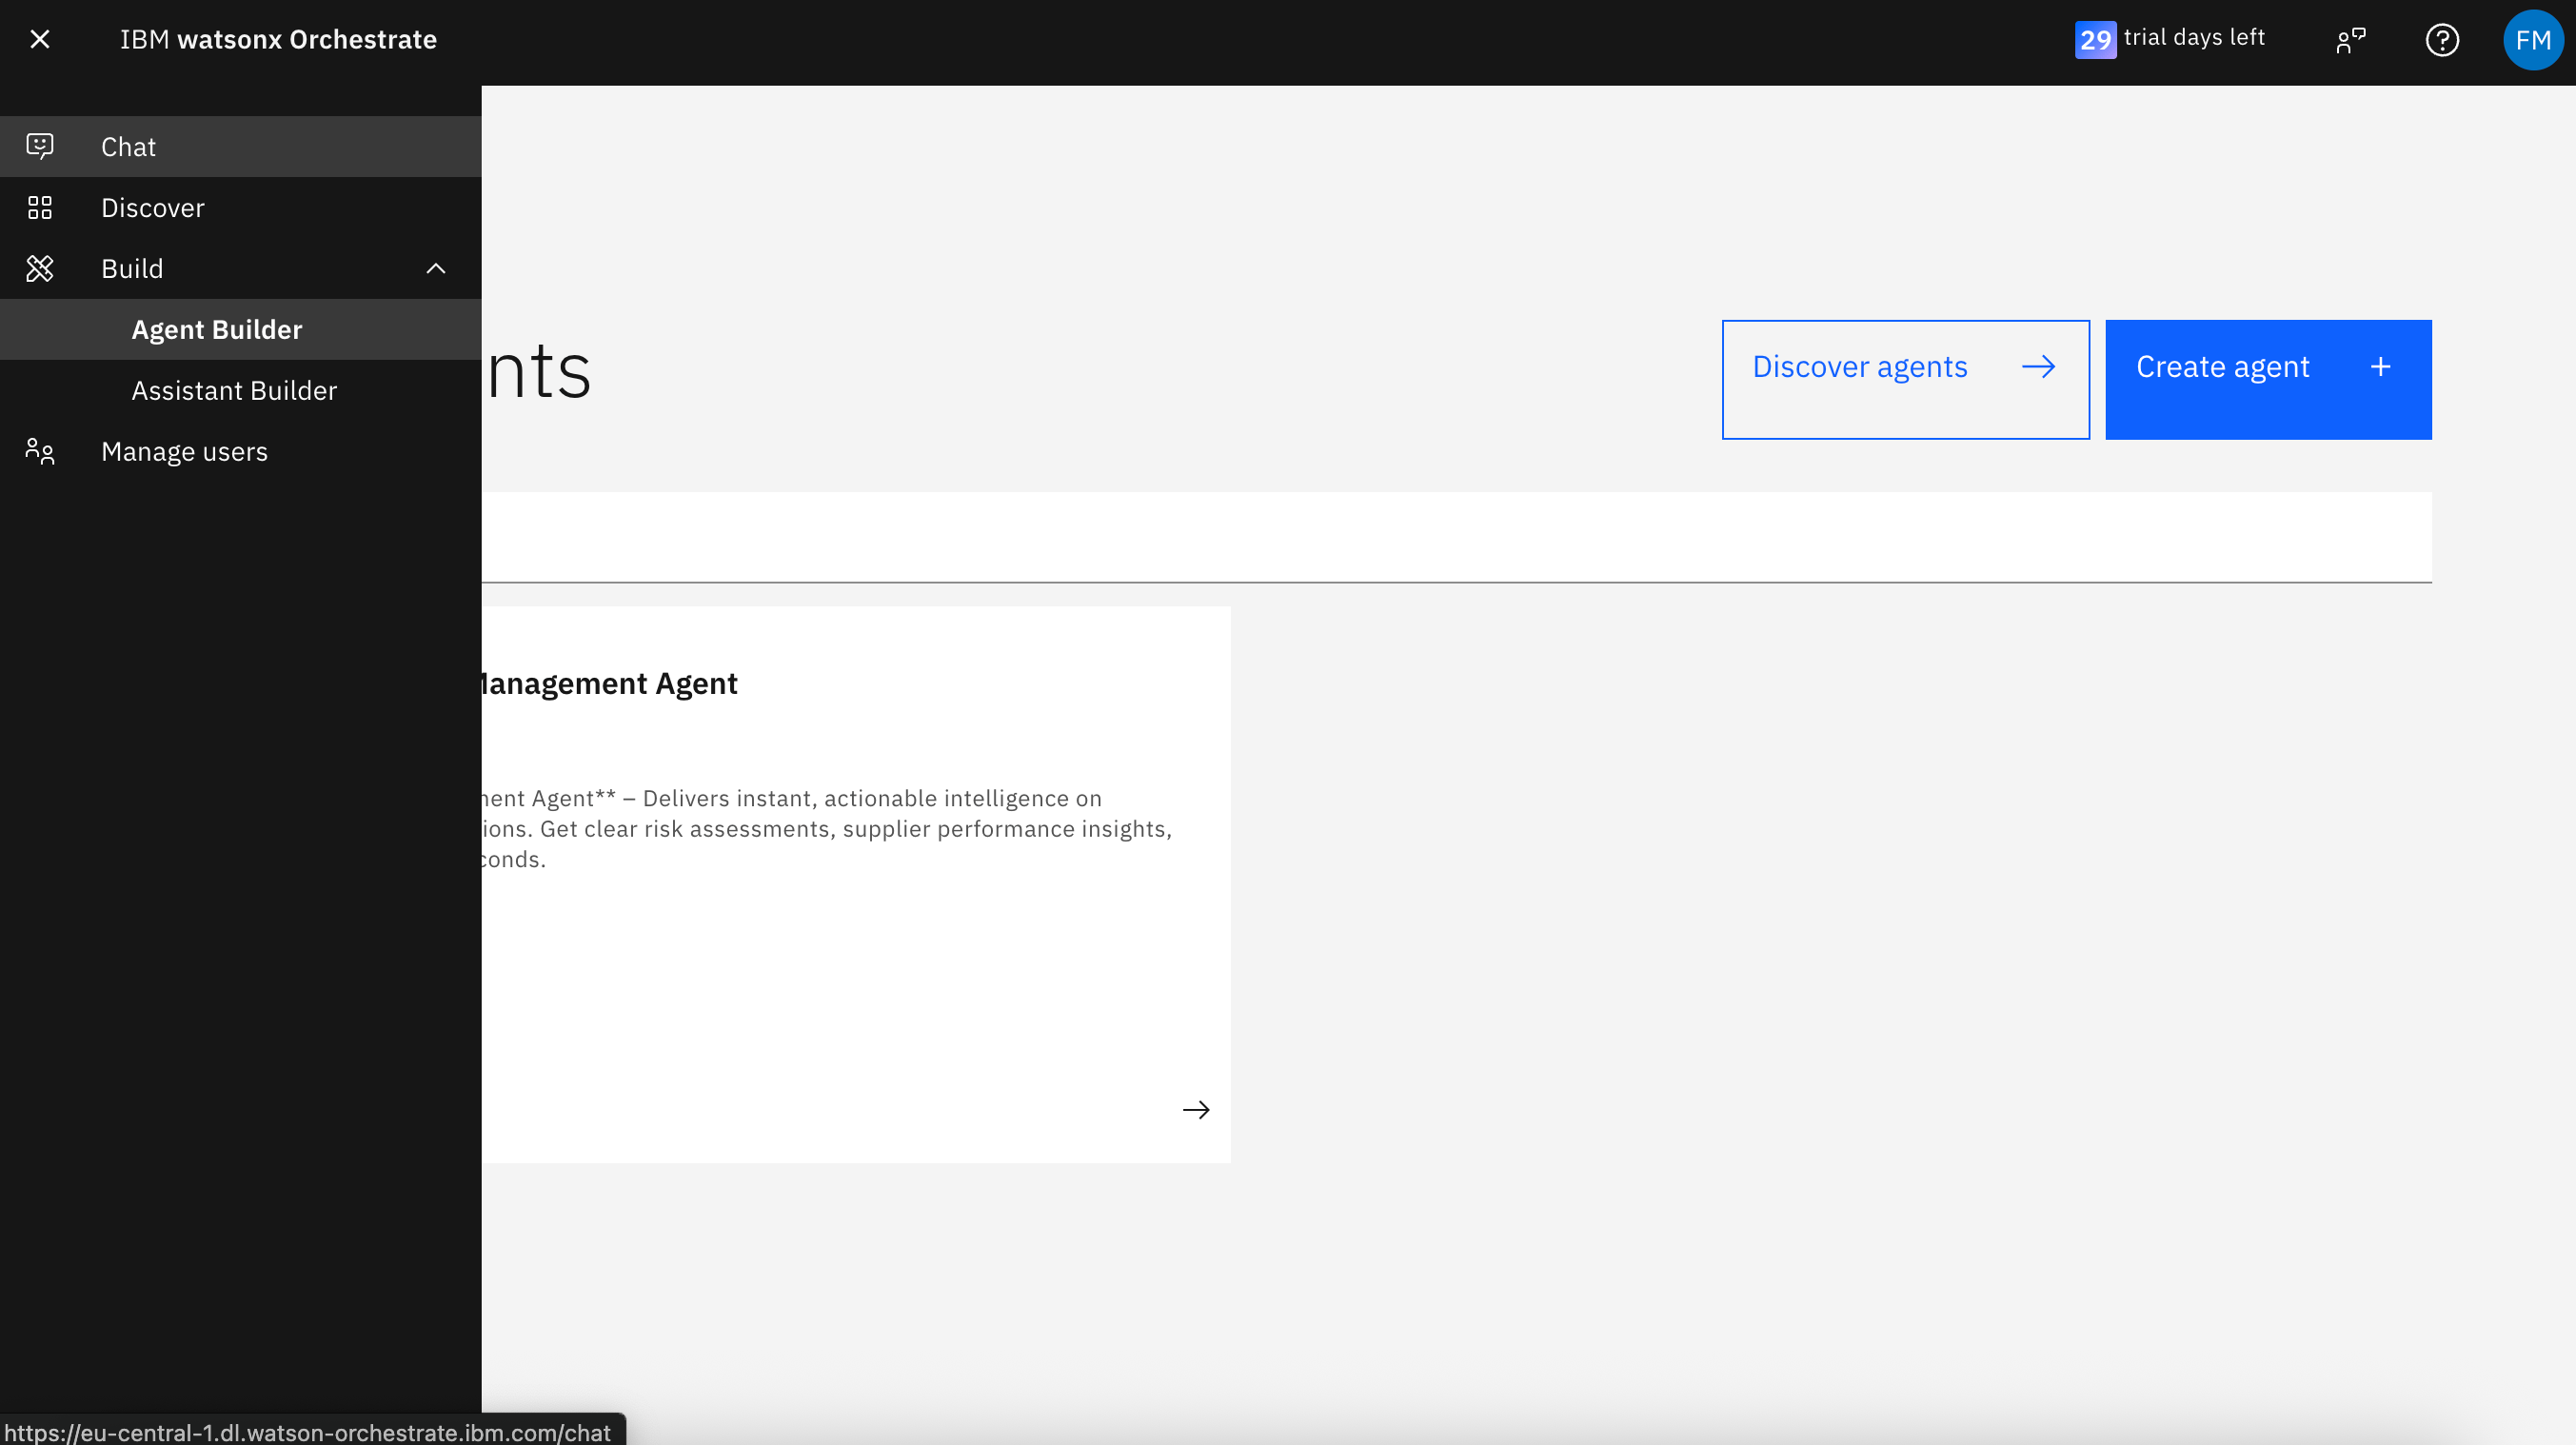 IBM watsonx Orchestrate
29 trial days left
FM
Chat
Discover
Build
Agent Builder
Assistant Builder
Manage users
nts
Discover agents
Create agent
Management Agent
ment Agent** – Delivers instant, actionable intelligence on
ions. Get clear risk assessments, supplier performance insights,
conds.
https://eu-central-1.dl.watson-orchestrate.ibm.com/chat